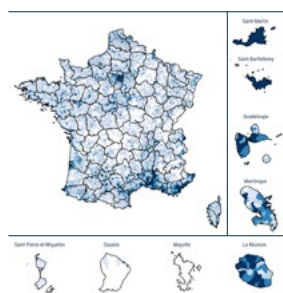 Saint-Martin
Saint-Barthélemy
Guadeloupe
Martinique
Saint-Pierre-et-Miquelon
Guyane
Mayotte
La Réunion